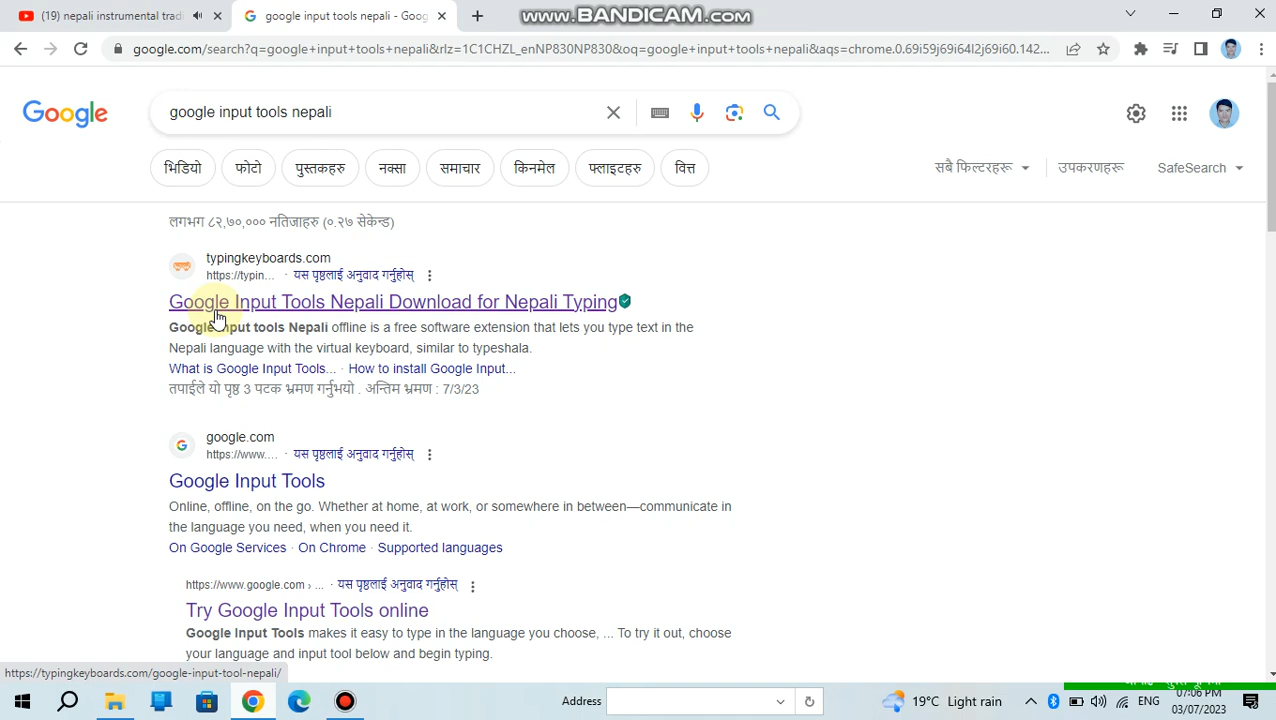 (19) nepali instrumental tradi
google input tools nepali - Goo
www.BANDICAM.com
google.com/search?q=google+input+tools+nepali&rlz=1C1CHZL_enNP830NP830&oq=google+input+tools+nepali&aqs=chrome.0.69i59j69i64l2j69i60.142...
Google
google input tools nepali
भिडियो
फोटो
पुस्तकहरु
नक्सा
समाचार
किनमेल
फ्लाइटहरु
वित्त
सबै फिल्टरहरू
उपकरणहरू
SafeSearch
लगभग ८२,७०,००० नतिजाहरु (०.२७ सेकेन्ड)
typingkeyboards.com
https://typin... · यस पृष्ठलाई अनुवाद गर्नुहोस्
Google Input Tools Nepali Download for Nepali Typing
Google Input tools Nepali offline is a free software extension that lets you type text in the
Nepali language with the virtual keyboard, similar to typeshala.
What is Google Input Tools... · How to install Google Input...
तपाईले यो पृष्ठ 3 पटक भ्रमण गर्नुभयो . अन्तिम भ्रमण : 7/3/23
google.com
https://www.... · यस पृष्ठलाई अनुवाद गर्नुहोस्
Google Input Tools
Online, offline, on the go. Whether at home, at work, or somewhere in between—communicate in
the language you need, when you need it.
On Google Services · On Chrome · Supported languages
https://www.google.com › ... · यस पृष्ठलाई अनुवाद गर्नुहोस्
Try Google Input Tools online
Google Input Tools makes it easy to type in the language you choose, ... To try it out, choose
your language and input tool below and begin typing.
https://typingkeyboards.com/google-input-tool-nepali/
Address
19°C Light rain
ENG
07:06 PM
03/07/2023